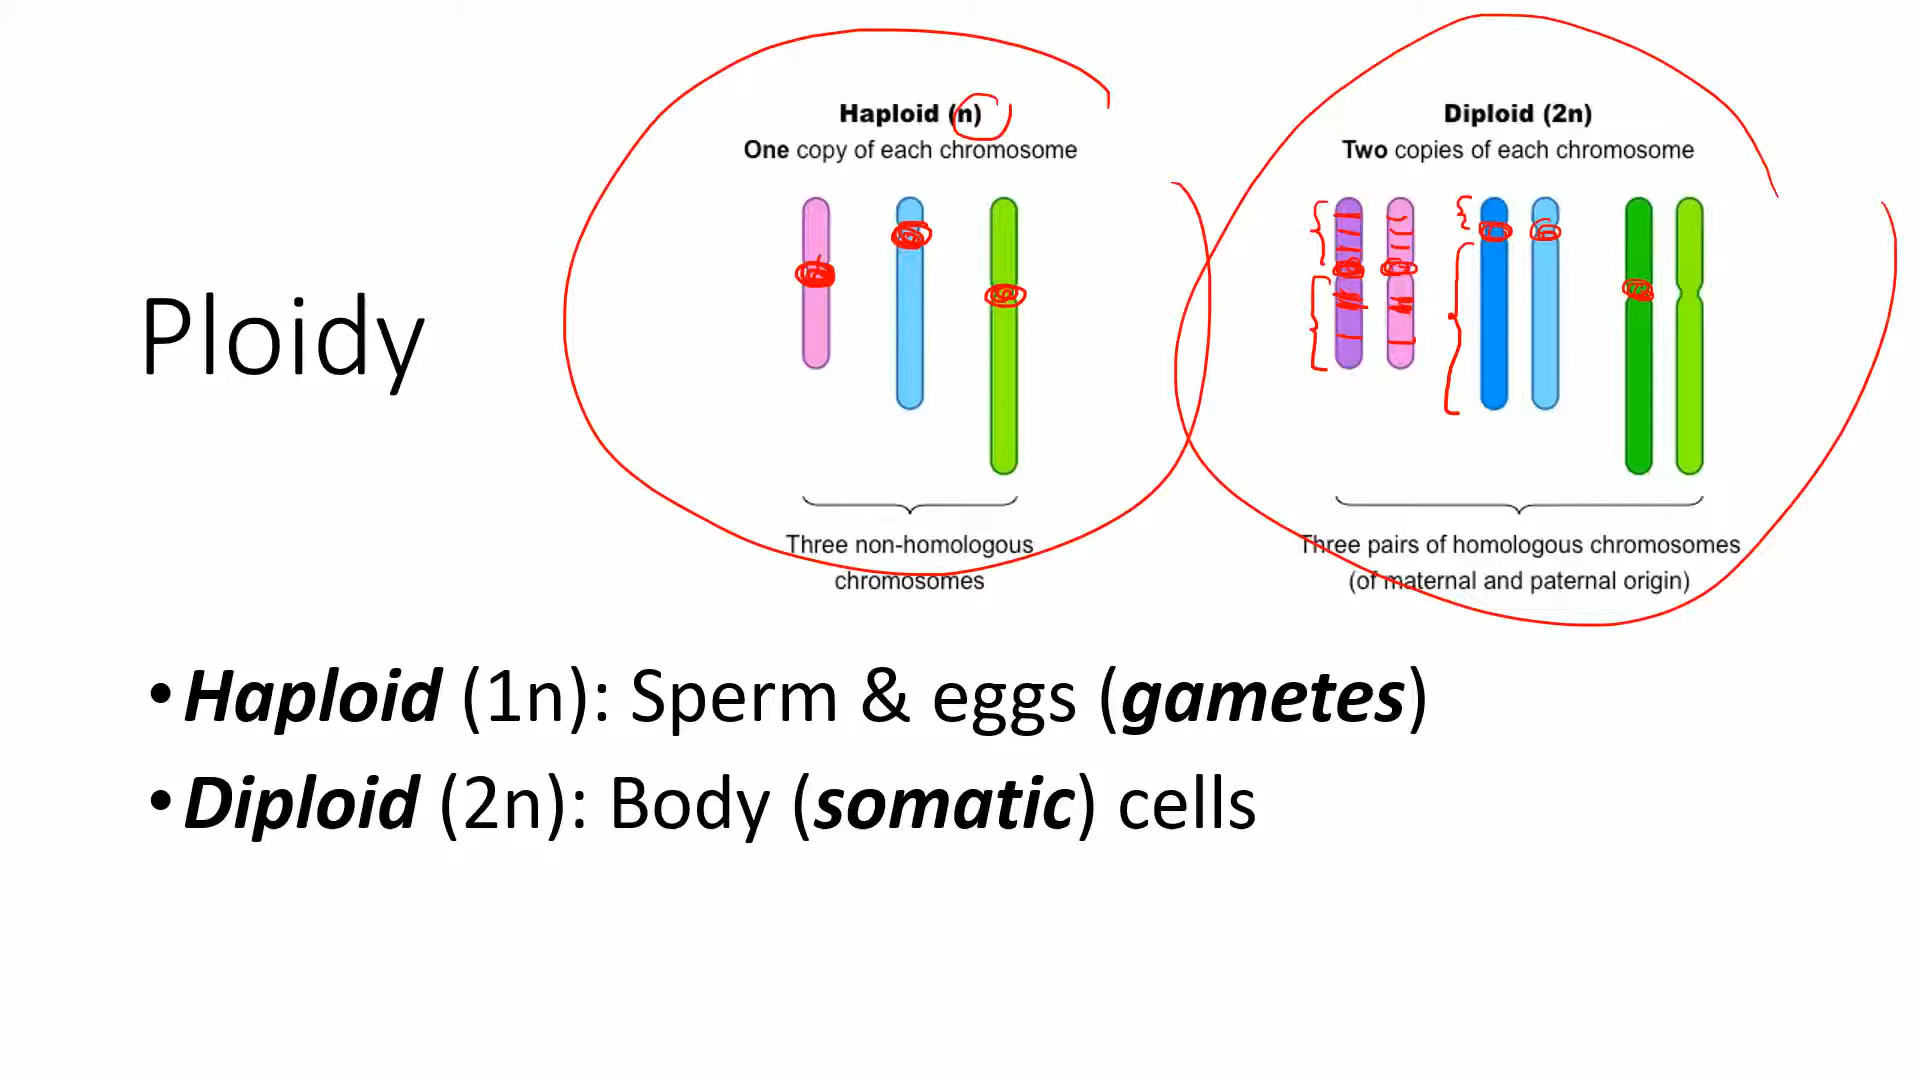 Ploidy
Haploid (n)
One copy of each chromosome
Three non-homologous
chromosomes
Diploid (2n)
Two copies of each chromosome
Three pairs of homologous chromosomes
(of maternal and paternal origin)
•Haploid (1n): Sperm & eggs (gametes)
•Diploid (2n): Body (somatic) cells